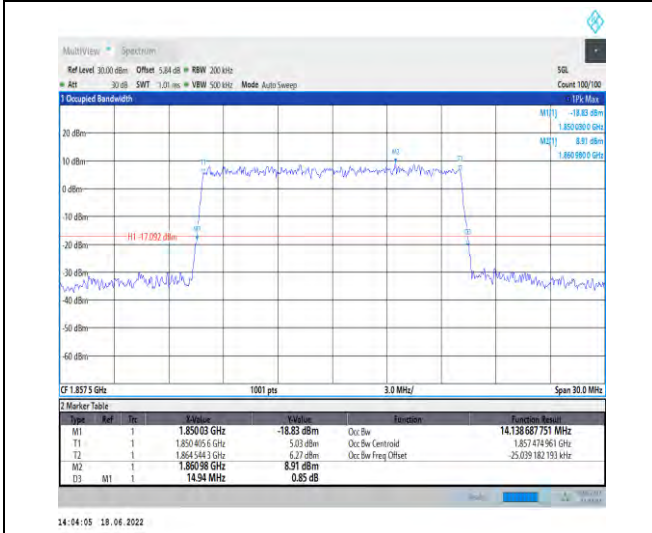 MultiView Spectrum
Ref Level 30.00 dBm Offset 5.84 dB RBW 200 kHz SGL
Att 30 dB SWT 1.01 ms VBW 500 kHz Mode Auto Sweep Count 100/100
1 Occupied Bandwidth 1Pk Max
M1[1] -18.83 dBm
1.850 030 0 GHz
M2[1] 8.91 dBm
1.860 980 0 GHz
20 dBm
10 dBm
0 dBm
-10 dBm
H1 -17.092 dBm
-20 dBm
-30 dBm
-40 dBm
-50 dBm
-60 dBm
M2
T1
M1
D3
CF 1.857 5 GHz 1001 pts 3.0 MHz/ Span 30.0 MHz
2 Marker Table
Type Ref Trc X-Value Y-Value Function Function Result
M1 1 1.85003 GHz -18.83 dBm Occ Bw 14.138 687 751 MHz
T1 1 1.850 405 6 GHz 5.03 dBm Occ Bw Centroid 1.857 474 961 GHz
T2 1 1.864 544 3 GHz 6.27 dBm Occ Bw Freq Offset -25.039 182 193 kHz
M2 1 1.86098 GHz 8.91 dBm
D3 M1 1 14.94 MHz 0.85 dB
14:04:05 18.06.2022